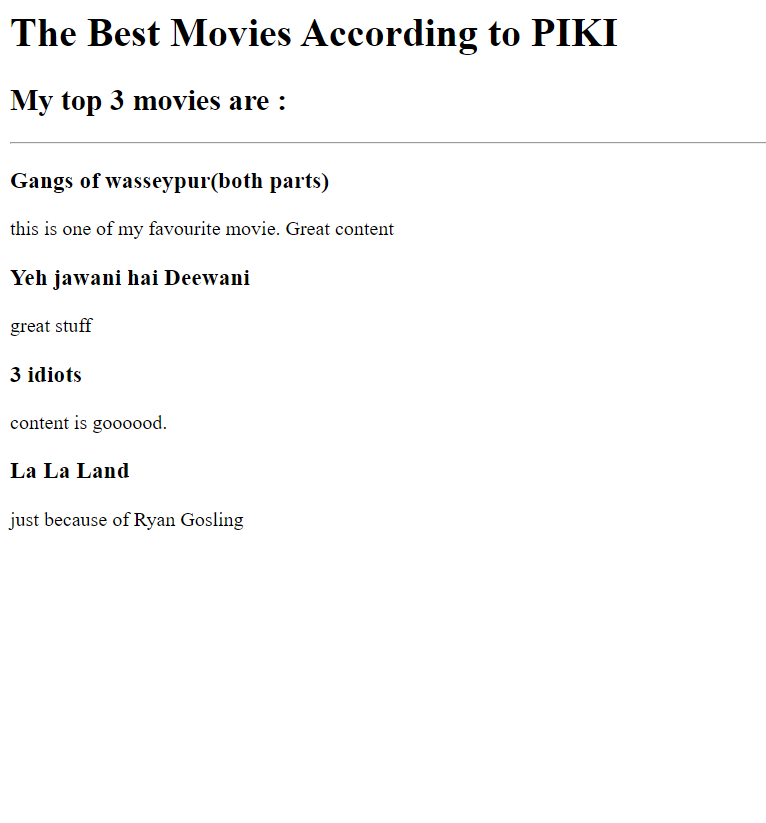 The Best Movies According to PIKI
My top 3 movies are :
Gangs of wasseypur(both parts)
this is one of my favourite movie. Great content
Yeh jawani hai Deewani
great stuff
3 idiots
content is goooood.
La La Land
just because of Ryan Gosling